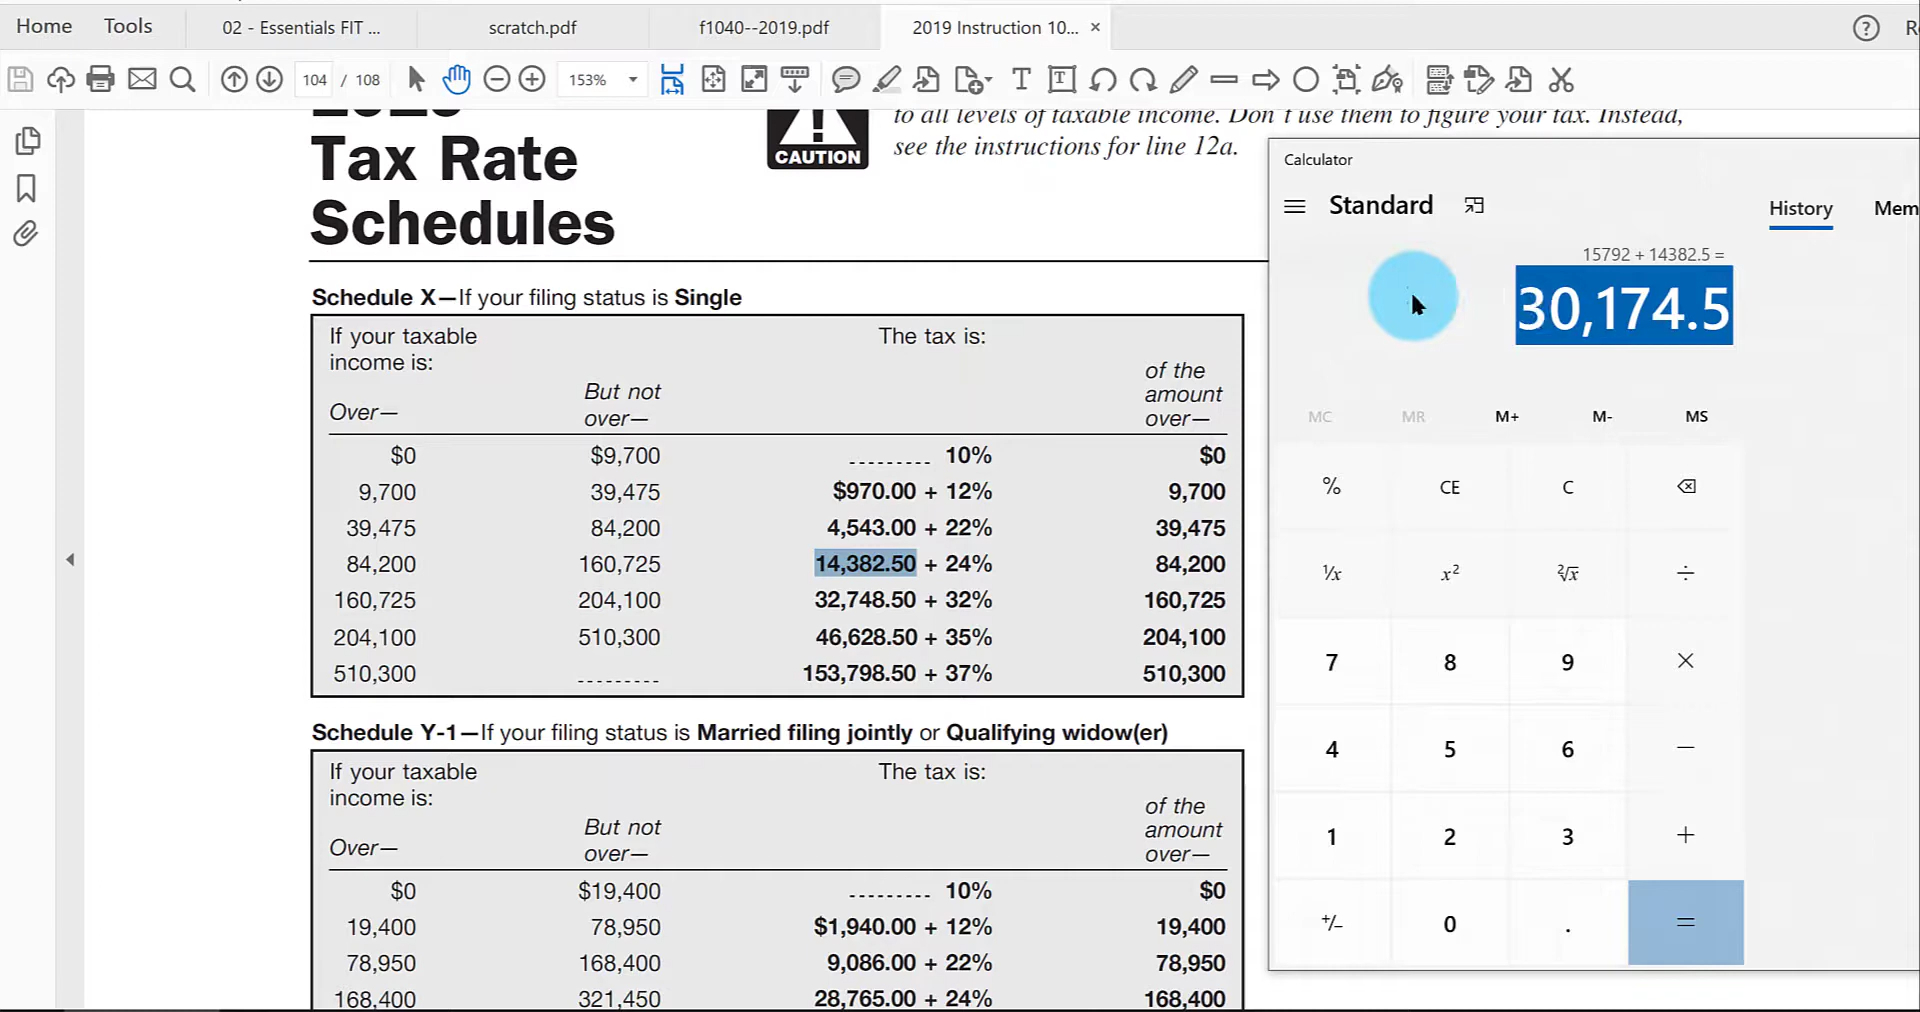 Home Tools 02 - Essentials FIT ... scratch.pdf f1040--2019.pdf 2019 Instruction 10... × ?
104 / 108 153% T T
to all levels of taxable income. Don't use them to figure your tax. Instead,
see the instructions for line 12a.
! CAUTION
Tax Rate
Schedules
Schedule X—If your filing status is Single
If your taxable income is: The tax is:
Over— But not over— of the amount over—
$0 $9,700 ......... 10% $0
9,700 39,475 $970.00 + 12% 9,700
39,475 84,200 4,543.00 + 22% 39,475
84,200 160,725 14,382.50 + 24% 84,200
160,725 204,100 32,748.50 + 32% 160,725
204,100 510,300 46,628.50 + 35% 204,100
510,300 ......... 153,798.50 + 37% 510,300
Schedule Y-1—If your filing status is Married filing jointly or Qualifying widow(er)
If your taxable income is: The tax is:
Over— But not over— of the amount over—
$0 $19,400 ......... 10% $0
19,400 78,950 $1,940.00 + 12% 19,400
78,950 168,400 9,086.00 + 22% 78,950
168,400 321,450 28,765.00 + 24% 168,400
Calculator
Standard History
15792 + 14382.5 =
30,174.5
MC MR M+ M- MS
% CE C
¹/x x² ²√x ÷
7 8 9 ×
4 5 6 −
1 2 3 +
+/− 0 . =